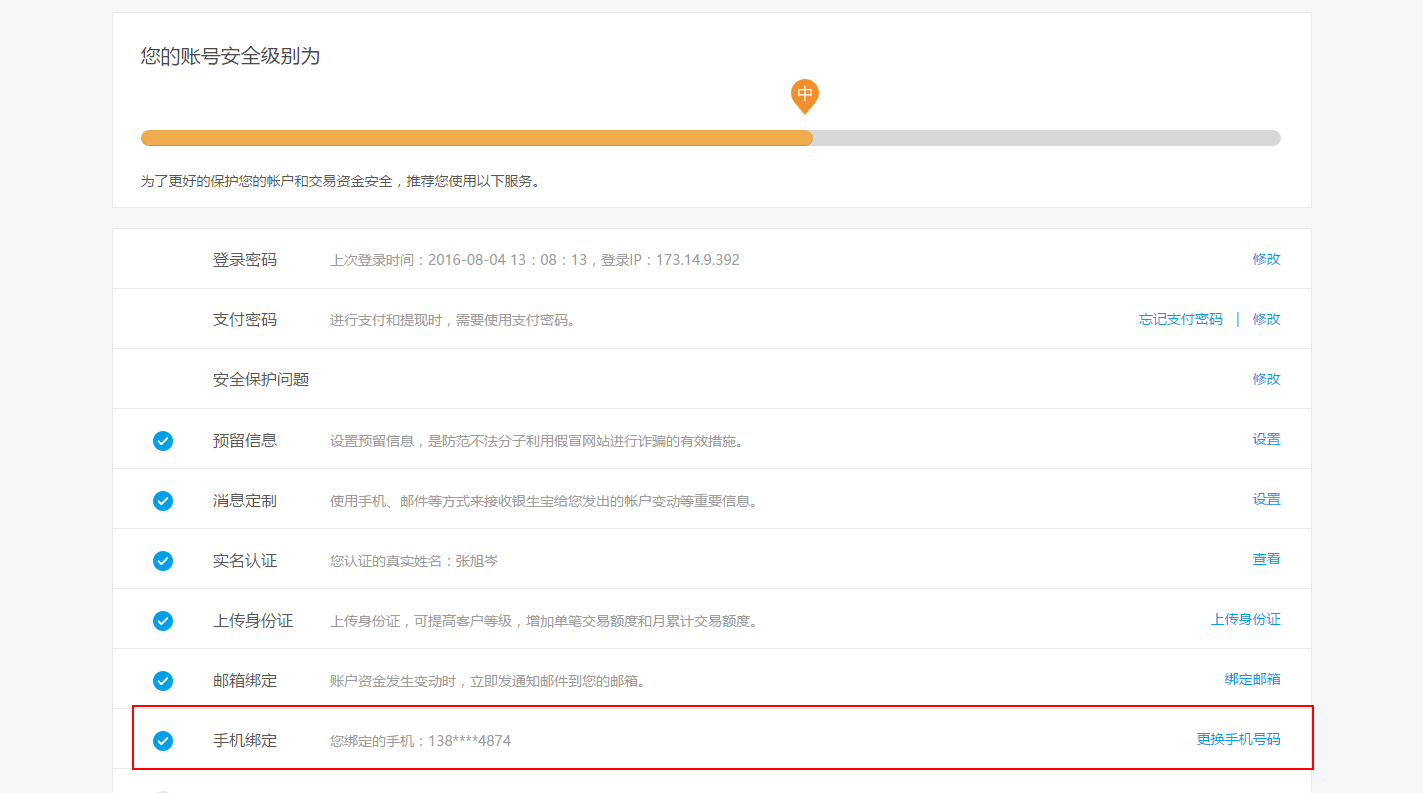 您的账号安全级别为
中
为了更好的保护您的帐户和交易资金安全，推荐您使用以下服务。
登录密码 上次登录时间：2016-08-04 13：08：13，登录IP：173.14.9.392 修改
支付密码 进行支付和提现时，需要使用支付密码。 忘记支付密码 | 修改
安全保护问题 修改
预留信息 设置预留信息，是防范不法分子利用假冒网站进行诈骗的有效措施。 设置
消息定制 使用手机、邮件等方式来接收银生宝给您发出的帐户变动等重要信息。 设置
实名认证 您认证的真实姓名：张旭岑 查看
上传身份证 上传身份证，可提高客户等级，增加单笔交易额度和月累计交易额度。 上传身份证
邮箱绑定 账户资金发生变动时，立即发通知邮件到您的邮箱。 绑定邮箱
手机绑定 您绑定的手机：138****4874 更换手机号码